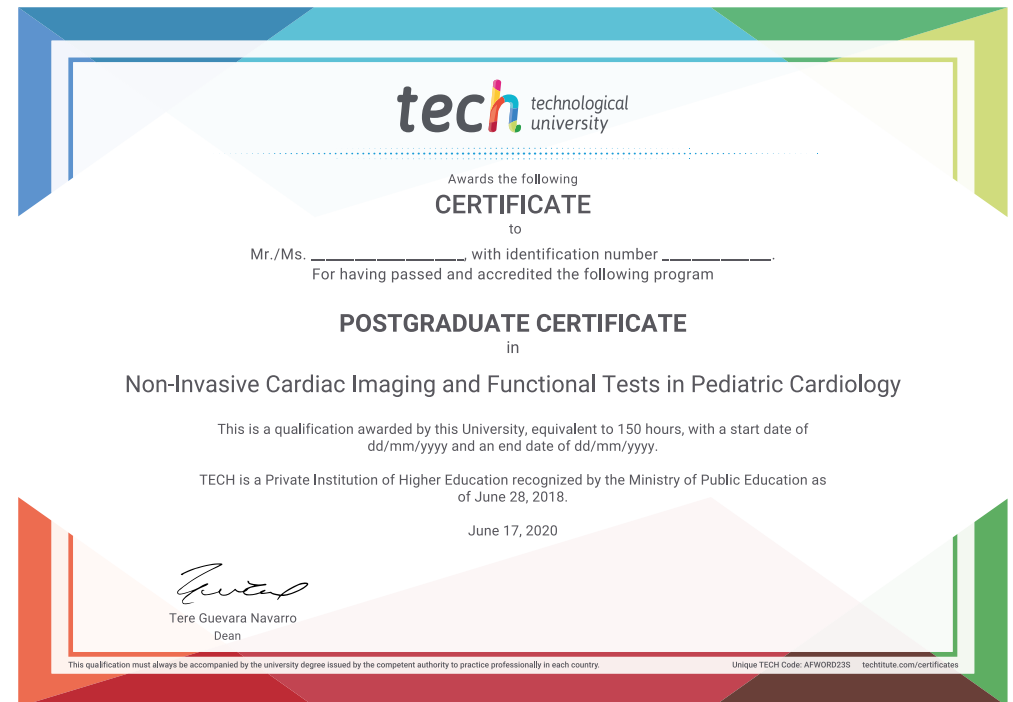 tech technological
university
Awards the following
CERTIFICATE
to
Mr./Ms. ____________________, with identification number ______________.
For having passed and accredited the following program
POSTGRADUATE CERTIFICATE
in
Non-Invasive Cardiac Imaging and Functional Tests in Pediatric Cardiology
This is a qualification awarded by this University, equivalent to 150 hours, with a start date of
dd/mm/yyyy and an end date of dd/mm/yyyy.
TECH is a Private Institution of Higher Education recognized by the Ministry of Public Education as
of June 28, 2018.
June 17, 2020
Tere Guevara Navarro
Dean
This qualification must always be accompanied by the university degree issued by the competent authority to practice professionally in each country. Unique TECH Code: AFWORD23S techtitute.com/certificates